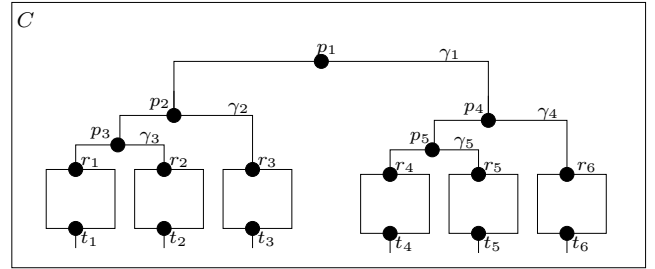 C
p₁ γ₁
p₂ γ₂ p₄ γ₄
p₃ γ₃ p₅ γ₅
r₁ r₂ r₃ r₄ r₅ r₆
t₁ t₂ t₃ t₄ t₅ t₆